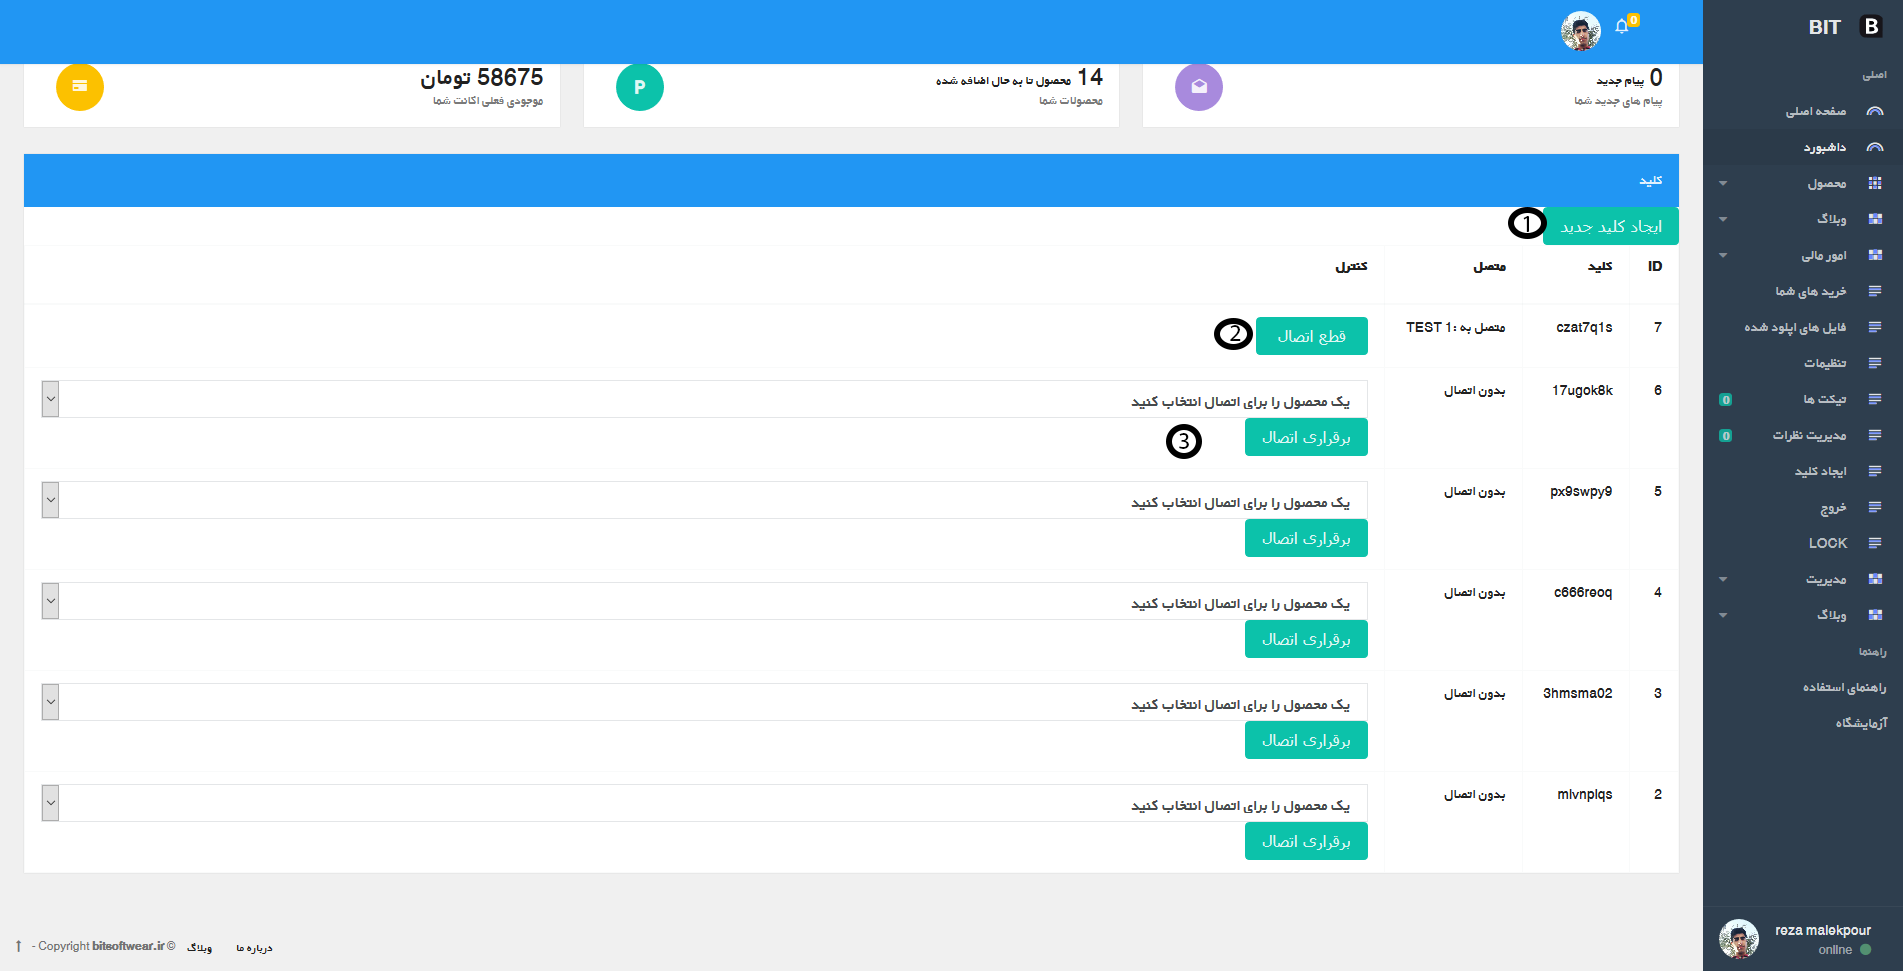 BIT B
0
اصلی
صفحه اصلی
داشبورد
محصول
وبلاگ
امور مالی
خرید های شما
فایل های اپلود شده
تنظیمات
تیکت ها 0
مدیریت نظرات 0
ایجاد کلید
خروج
LOCK
مدیریت
وبلاگ
راهنما
راهنمای استفاده
آزمایشگاه
reza malekpour
online
0 پیام جدید
پیام های جدید شما
14 محصول تا به حال اضافه شده
محصولات شما
P
58675 تومان
موجودی فعلی اکانت شما
کلید
ایجاد کلید جدید 1
ID کلید متصل کنترل
7 czat7q1s متصل به :TEST 1 قطع اتصال 2
6 17ugok8k بدون اتصال یک محصول را برای اتصال انتخاب کنید
برقراری اتصال 3
5 px9swpy9 بدون اتصال یک محصول را برای اتصال انتخاب کنید
برقراری اتصال
4 c666reoq بدون اتصال یک محصول را برای اتصال انتخاب کنید
برقراری اتصال
3 3hmsma02 بدون اتصال یک محصول را برای اتصال انتخاب کنید
برقراری اتصال
2 mlvnplqs بدون اتصال یک محصول را برای اتصال انتخاب کنید
برقراری اتصال
درباره ما وبلاگ - Copyright bitsoftwear.ir ©